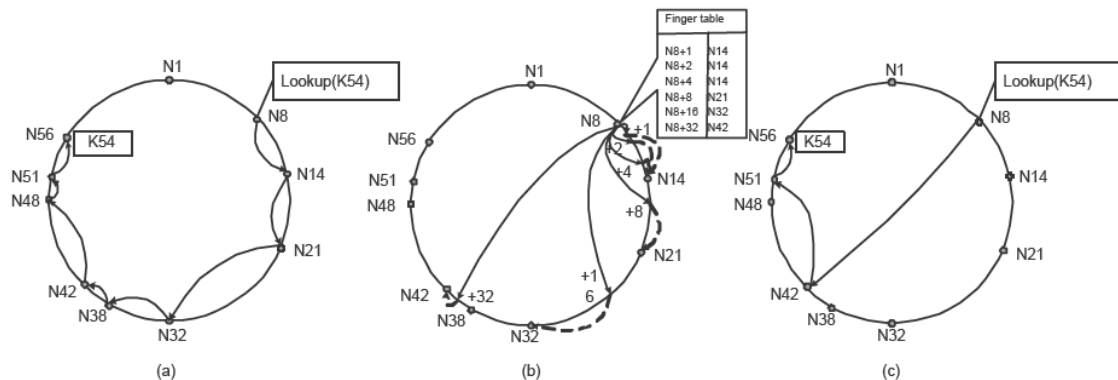 N1
Lookup(K54)
N8
N56
K54
N14
N51
N48
N21
N42
N38
N32
(a)
Finger table
N8+1 N14
N8+2 N14
N8+4 N14
N8+8 N21
N8+16 N32
N8+32 N42
N1
N8
+1
N56
+2
+4
N14
N51
N48
+8
N21
+1
6
N42
+32
N38
N32
(b)
N1
Lookup(K54)
N8
N56
K54
N14
N51
N48
N21
N42
N38
N32
(c)